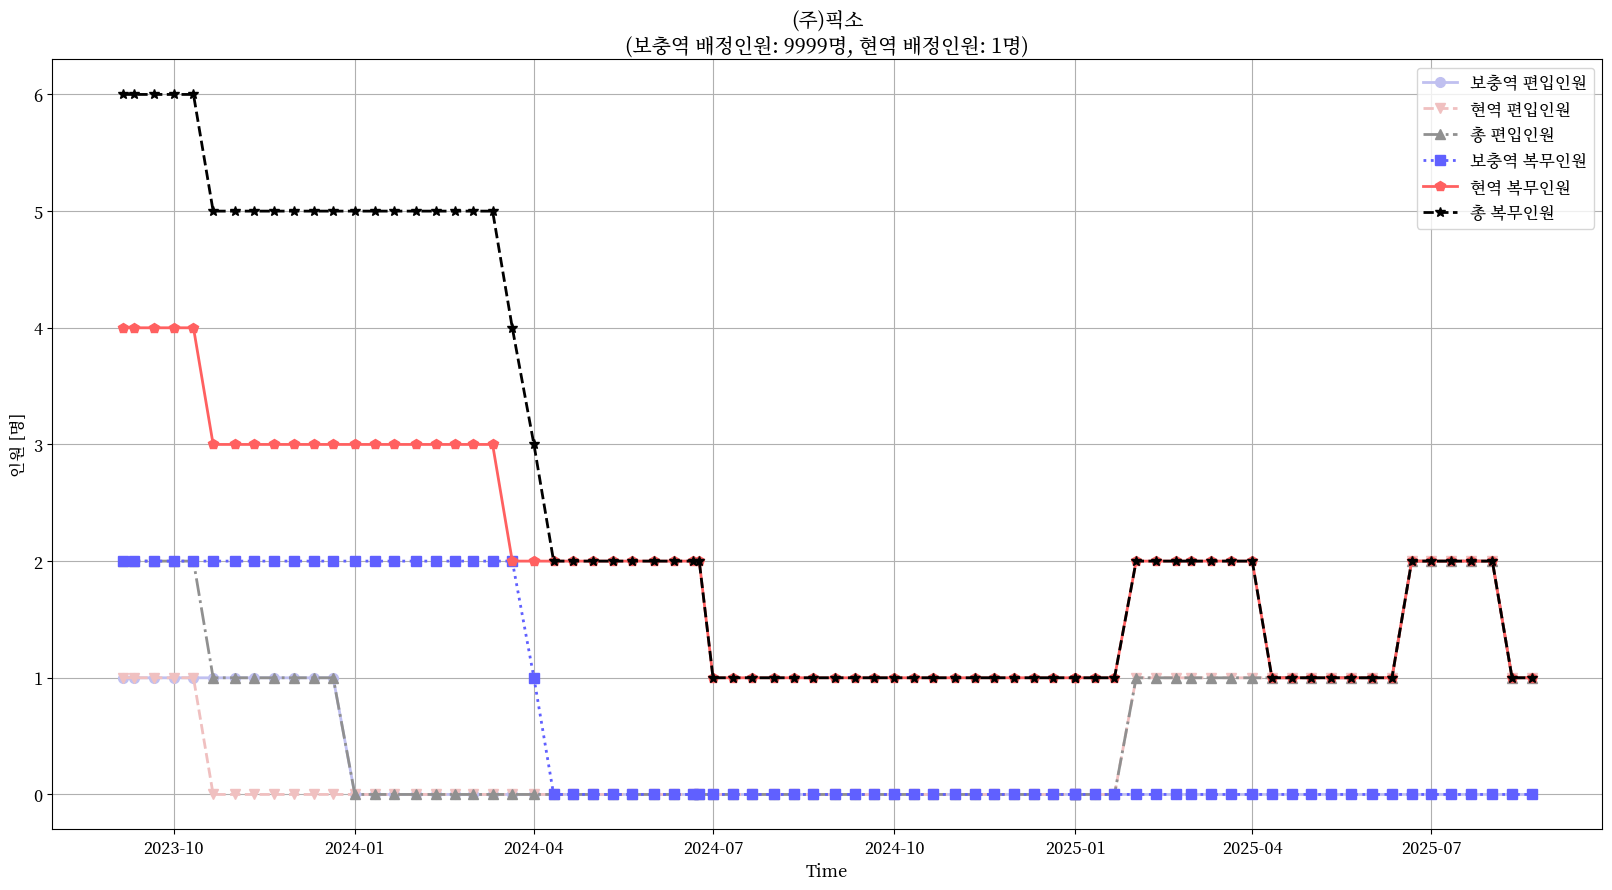 (주)픽소
(보충역 배정인원: 9999명, 현역 배정인원: 1명)
보충역 편입인원
현역 편입인원
총 편입인원
보충역 복무인원
현역 복무인원
총 복무인원
인원 [명]
6
5
4
3
2
1
0
2023-10
2024-01
2024-04
2024-07
2024-10
2025-01
2025-04
2025-07
Time